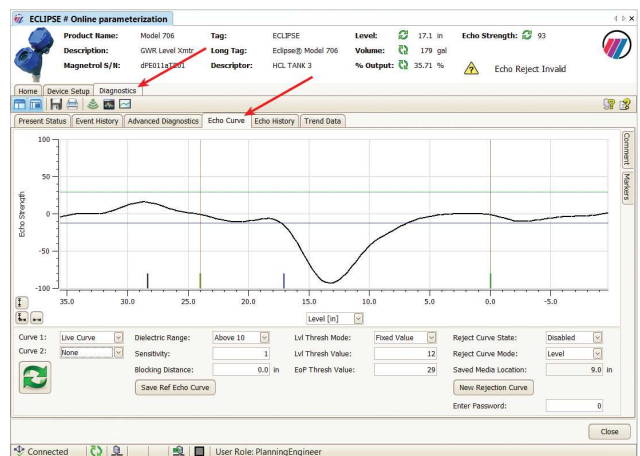 ECLIPSE # Online parameterization
Product Name: Model 706 Tag: ECLIPSE Level: 17.1 in Echo Strength: 93
Description: GWR Level Xmtr Long Tag: Eclipse® Model 706 Volume: 179 gal
Magnetrol S/N: Descriptor: HCL TANK 3 % Output: 35.71 % Echo Reject Invalid
Home Device Setup Diagnostics
Present Status Event History Advanced Diagnostics Echo Curve Echo History Trend Data
Comment
Markers
Echo Strength
100
50
0
-50
-100
35.0 30.0 25.0 20.0 15.0 10.0 5.0 0.0 -5.0
Level [in]
Curve 1: Live Curve Dielectric Range: Above 10 Lvl Thresh Mode: Fixed Value Reject Curve State: Disabled
Curve 2: None Sensitivity: 1 Lvl Thresh Value: 12 Reject Curve Mode: Level
Blocking Distance: 0.0 in EoP Thresh Value: 29 Saved Media Location: 9.0 in
Save Ref Echo Curve New Rejection Curve
Enter Password: 0
Close
Connected User Role: PlanningEngineer